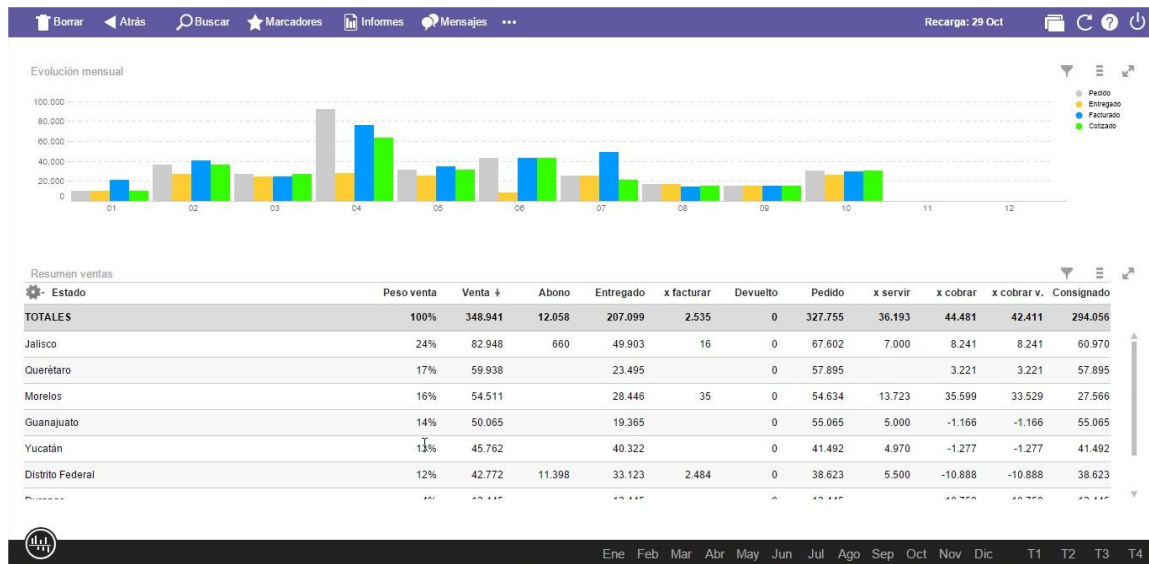 Borrar Atrás Buscar Marcadores Informes Mensajes ••• Recarga: 29 Oct ?
Evolución mensual
100.000
80.000
60.000
40.000
20.000
0
01 02 03 04 05 06 07 08 09 10 11 12
Pedido
Entregado
Facturado
Cotizado
Resumen ventas
Estado Peso venta Venta Abono Entregado x facturar Devuelto Pedido x servir x cobrar x cobrar v. Consignado
TOTALES 100% 348.941 12.058 207.099 2.535 0 327.755 36.193 44.481 42.411 294.056
Jalisco 24% 82.948 660 49.903 16 0 67.602 7.000 8.241 8.241 60.970
Querétaro 17% 59.938 23.495 0 57.895 3.221 3.221 57.895
Morelos 16% 54.511 28.446 35 0 54.634 13.723 35.599 33.529 27.566
Guanajuato 14% 50.065 19.365 0 55.065 5.000 -1.166 -1.166 55.065
Yucatán 13% 45.762 40.322 0 41.492 4.970 -1.277 -1.277 41.492
Distrito Federal 12% 42.772 11.398 33.123 2.484 0 38.623 5.500 -10.888 -10.888 38.623
Ene Feb Mar Abr May Jun Jul Ago Sep Oct Nov Dic T1 T2 T3 T4